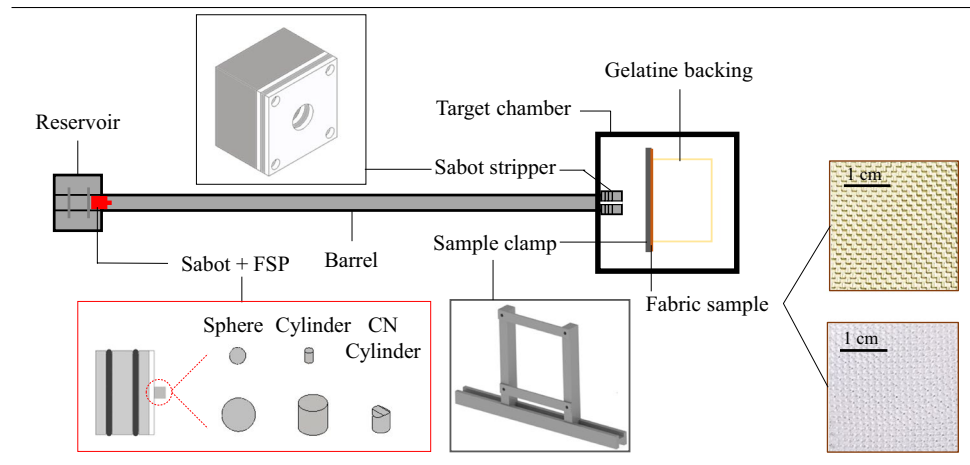 Gelatine backing
Target chamber
Reservoir
Sabot stripper
1 cm
Sample clamp
Barrel
Sabot + FSP
Fabric sample
Sphere
Cylinder
CN
Cylinder
1 cm